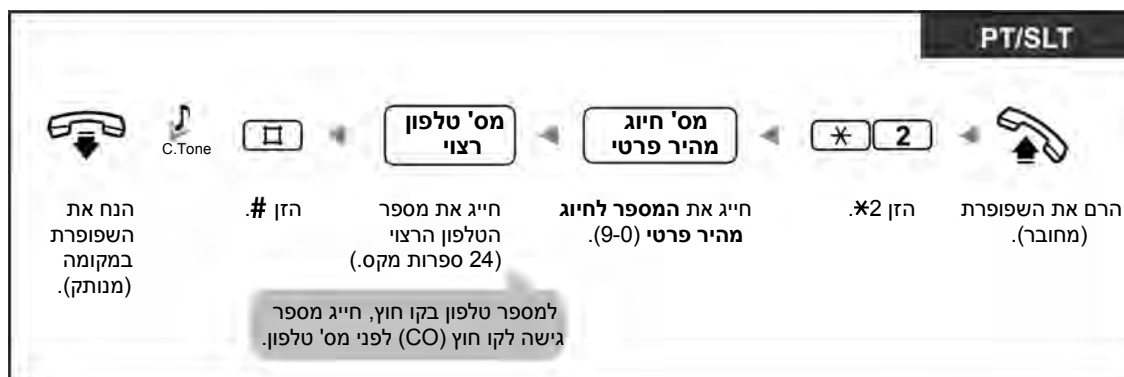 PT/SLT
2 ✳
מס' חיוג
מהיר פרטי
מס' טלפון
רצוי
⌗
C.Tone
הרם את השפופרת
(מחובר).
הזן 2✳.
חייג את המספר לחיוג
מהיר פרטי (9-0).
חייג את מספר
הטלפון הרצוי
(24 ספרות מקס.)
הזן #.
הנח את
השפופרת
במקומה
(מנותק).
למספר טלפון בקו חוץ, חייג מספר
גישה לקו חוץ (CO) לפני מס' טלפון.